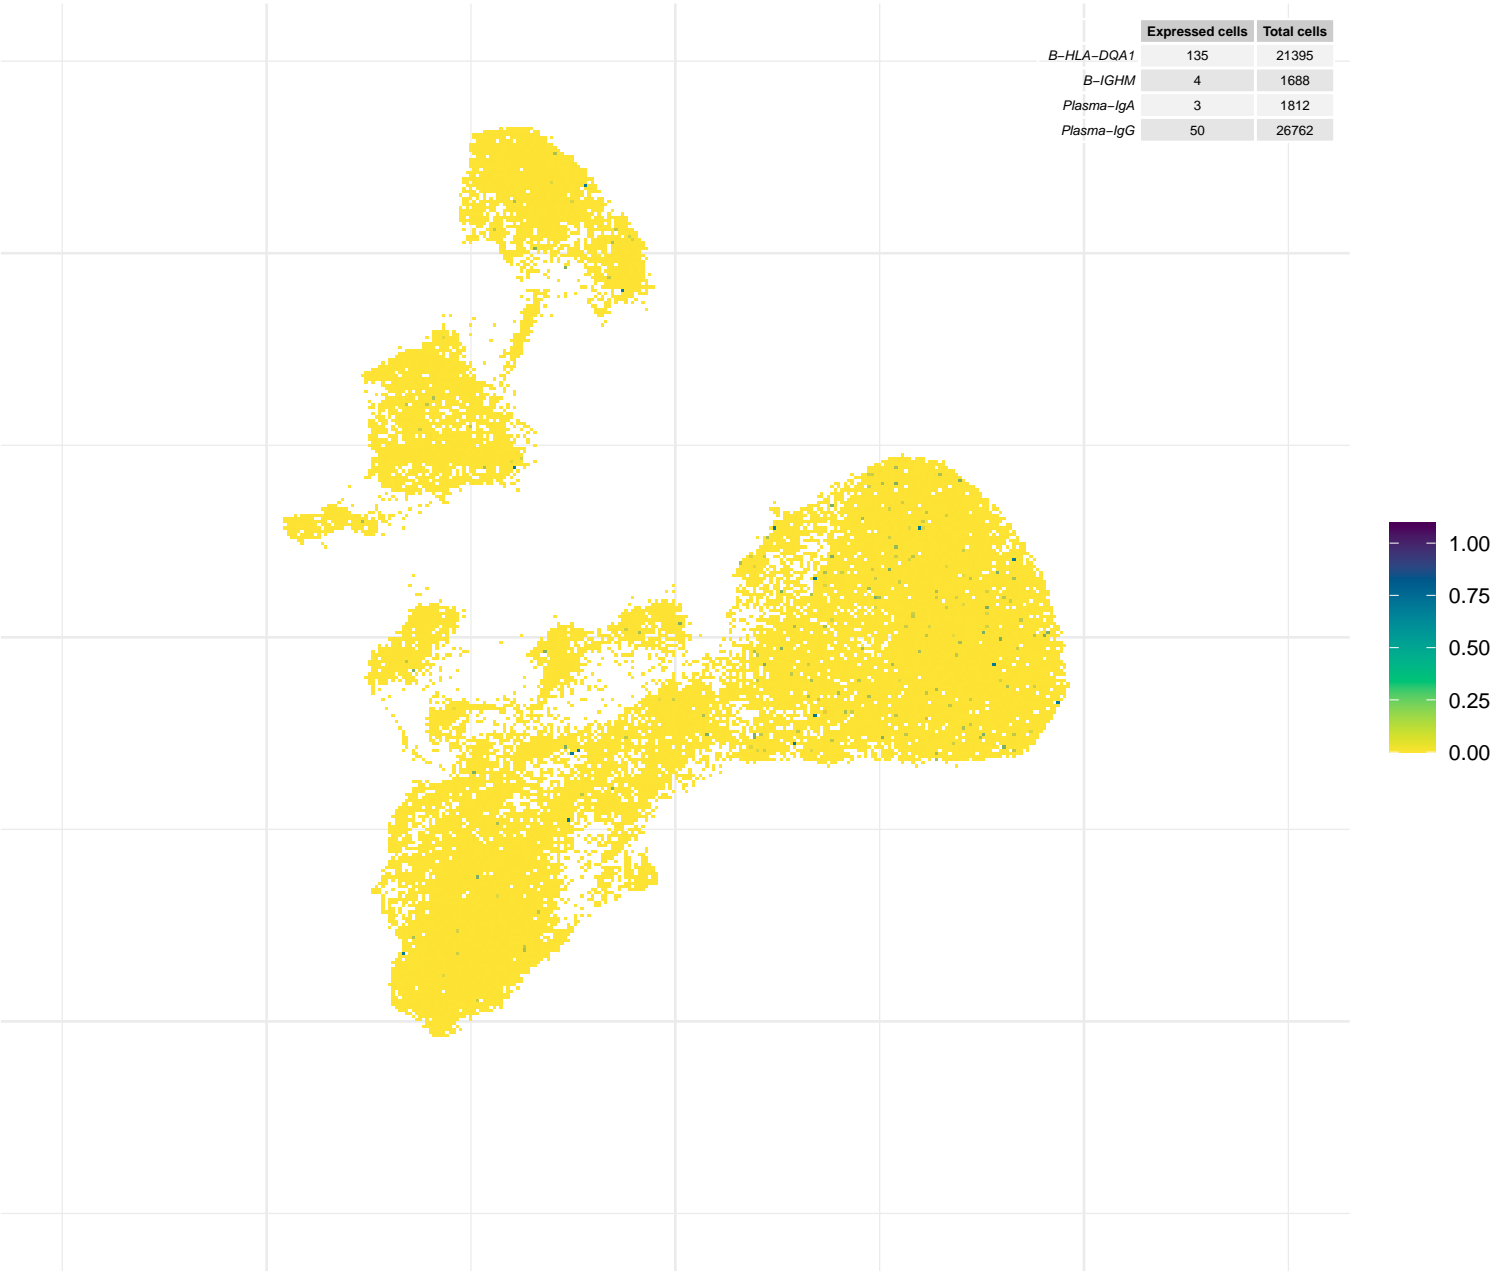 Expressed cells Total cells
B−HLA−DQA1 135 21395
B−IGHM 4 1688
Plasma−IgA 3 1812
Plasma−IgG 50 26762
1.00
0.75
0.50
0.25
0.00